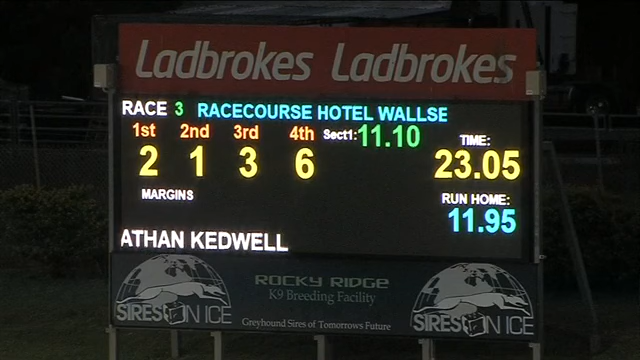 Ladbrokes Ladbrokes
RACE 3 RACECOURSE HOTEL WALLSE
1st 2nd 3rd 4th Sect1: 11.10 TIME:
2 1 3 6 23.05
MARGINS RUN HOME:
11.95
ATHAN KEDWELL
ROCKY RIDGE
K9 Breeding Facility
SIRES ON ICE SIRES ON ICE
Greyhound Sires of Tomorrows Future